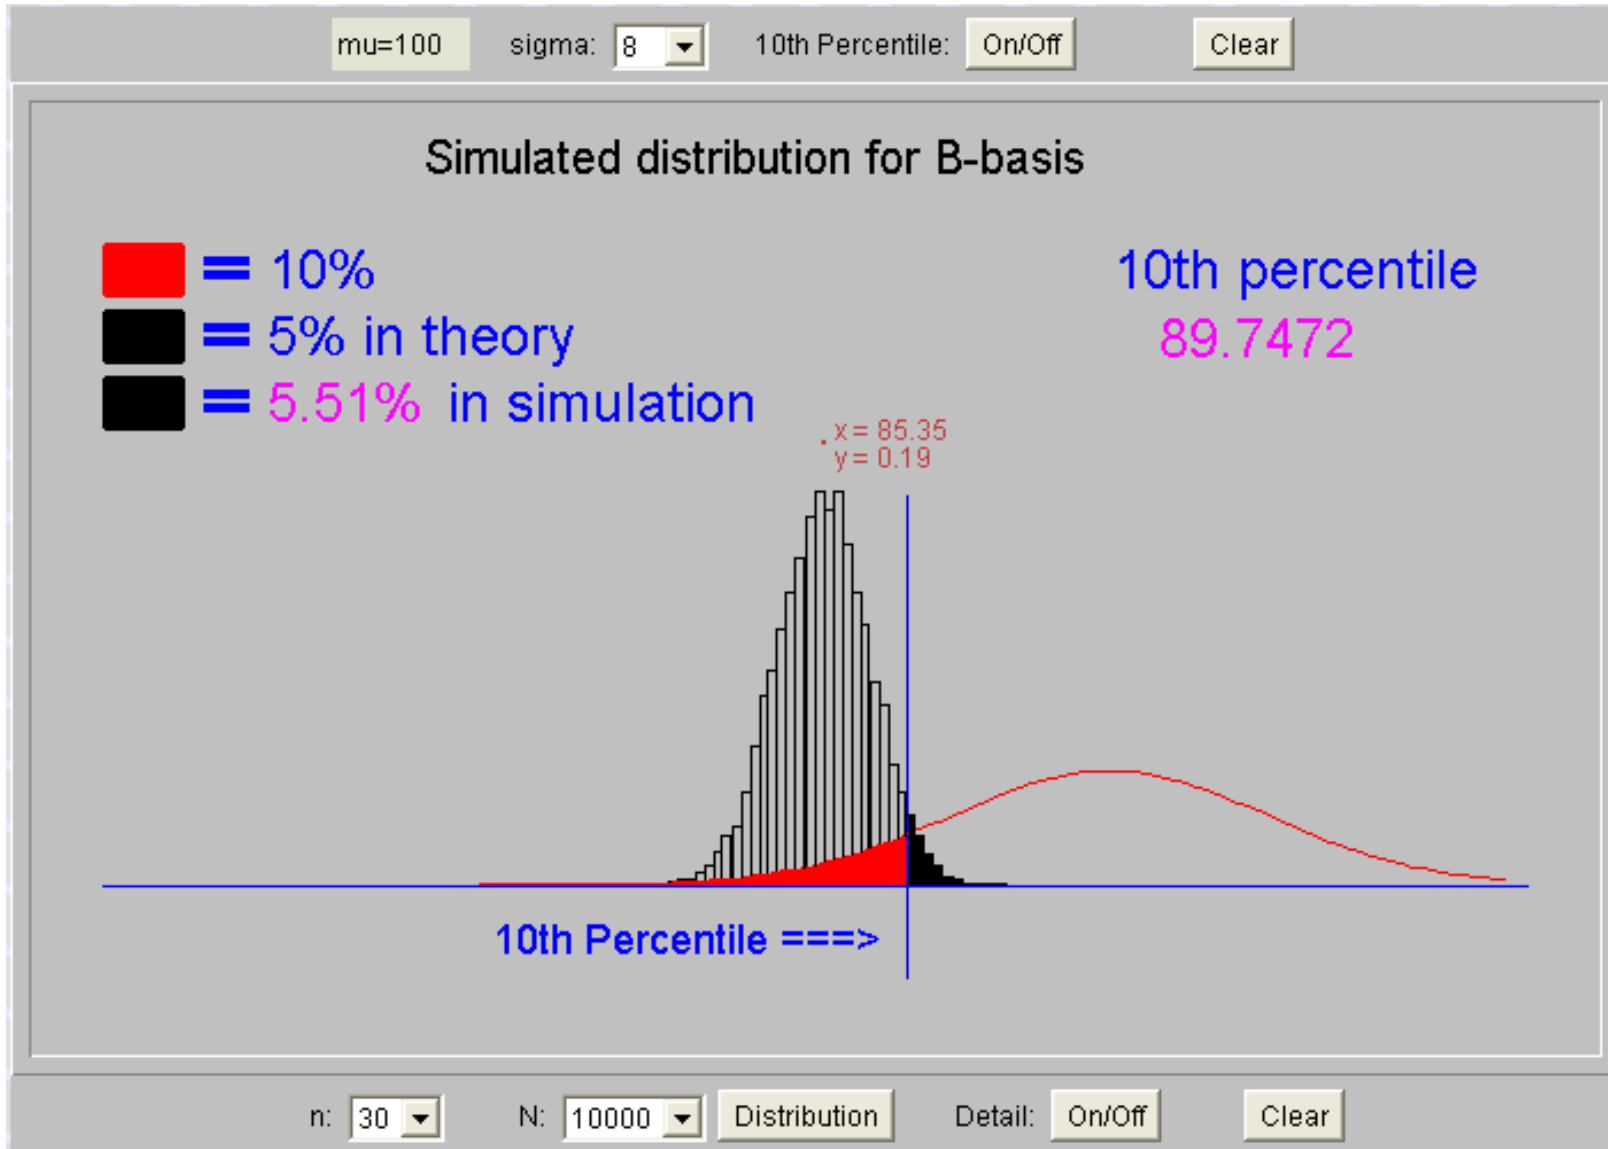 mu=100 sigma: 8 10th Percentile: On/Off Clear
Simulated distribution for B-basis
= 10%
= 5% in theory
= 5.51% in simulation
10th percentile
89.7472
x = 85.35
y = 0.19
10th Percentile ===>
n: 30 N: 10000 Distribution Detail: On/Off Clear